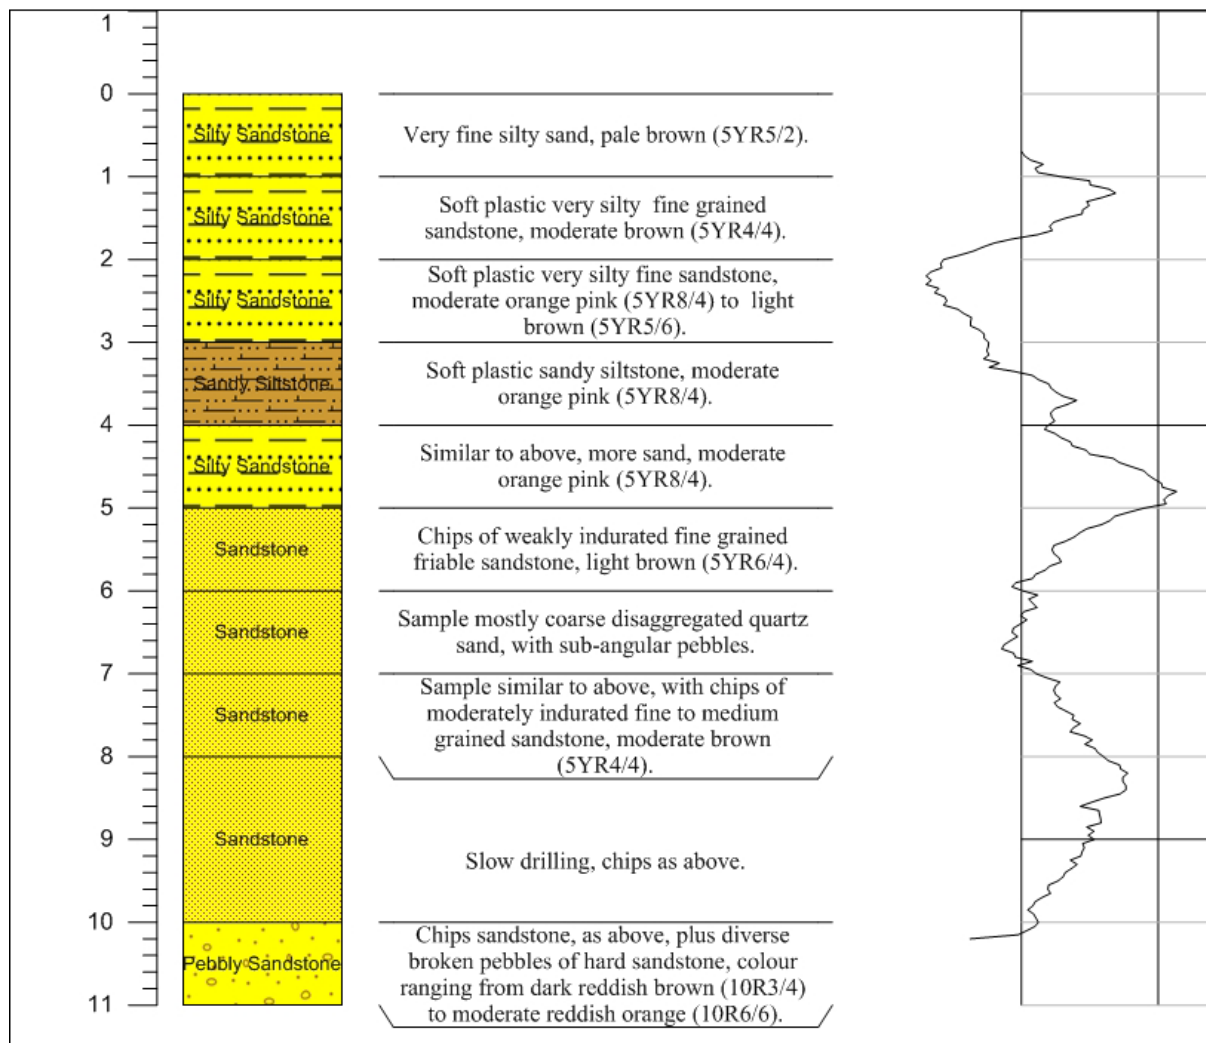 1
0
Silty Sandstone
Very fine silty sand, pale brown (5YR5/2).
1
Silty Sandstone
Soft plastic very silty fine grained
sandstone, moderate brown (5YR4/4).
2
Silty Sandstone
Soft plastic very silty fine sandstone,
moderate orange pink (5YR8/4) to light
brown (5YR5/6).
3
Sandy Siltstone
Soft plastic sandy siltstone, moderate
orange pink (5YR8/4).
4
Silty Sandstone
Similar to above, more sand, moderate
orange pink (5YR8/4).
5
Sandstone
Chips of weakly indurated fine grained
friable sandstone, light brown (5YR6/4).
6
Sandstone
Sample mostly coarse disaggregated quartz
sand, with sub-angular pebbles.
7
Sandstone
Sample similar to above, with chips of
moderately indurated fine to medium
grained sandstone, moderate brown
(5YR4/4).
8
Sandstone
9
Slow drilling, chips as above.
10
Pebbly Sandstone
Chips sandstone, as above, plus diverse
broken pebbles of hard sandstone, colour
ranging from dark reddish brown (10R3/4)
to moderate reddish orange (10R6/6).
11